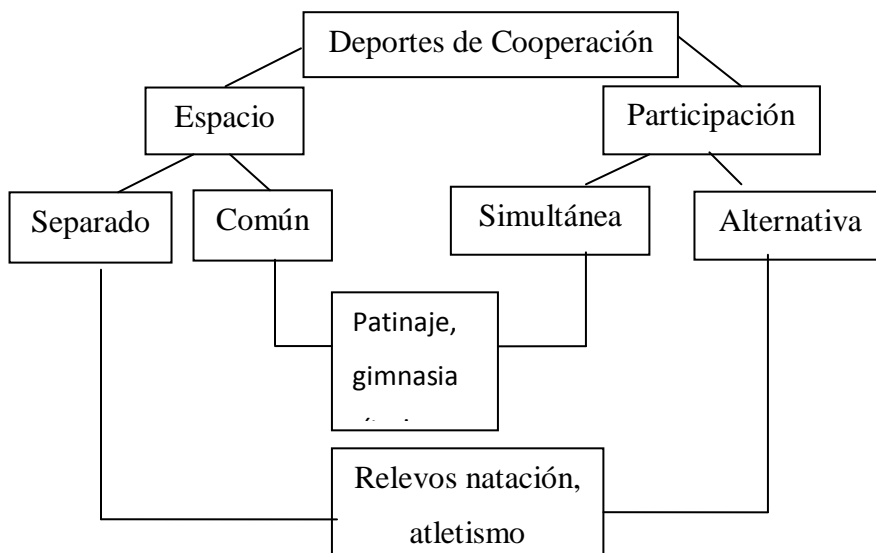 Deportes de Cooperación
Espacio
Participación
Separado
Común
Simultánea
Alternativa
Patinaje,
gimnasia
Relevos natación,
atletismo